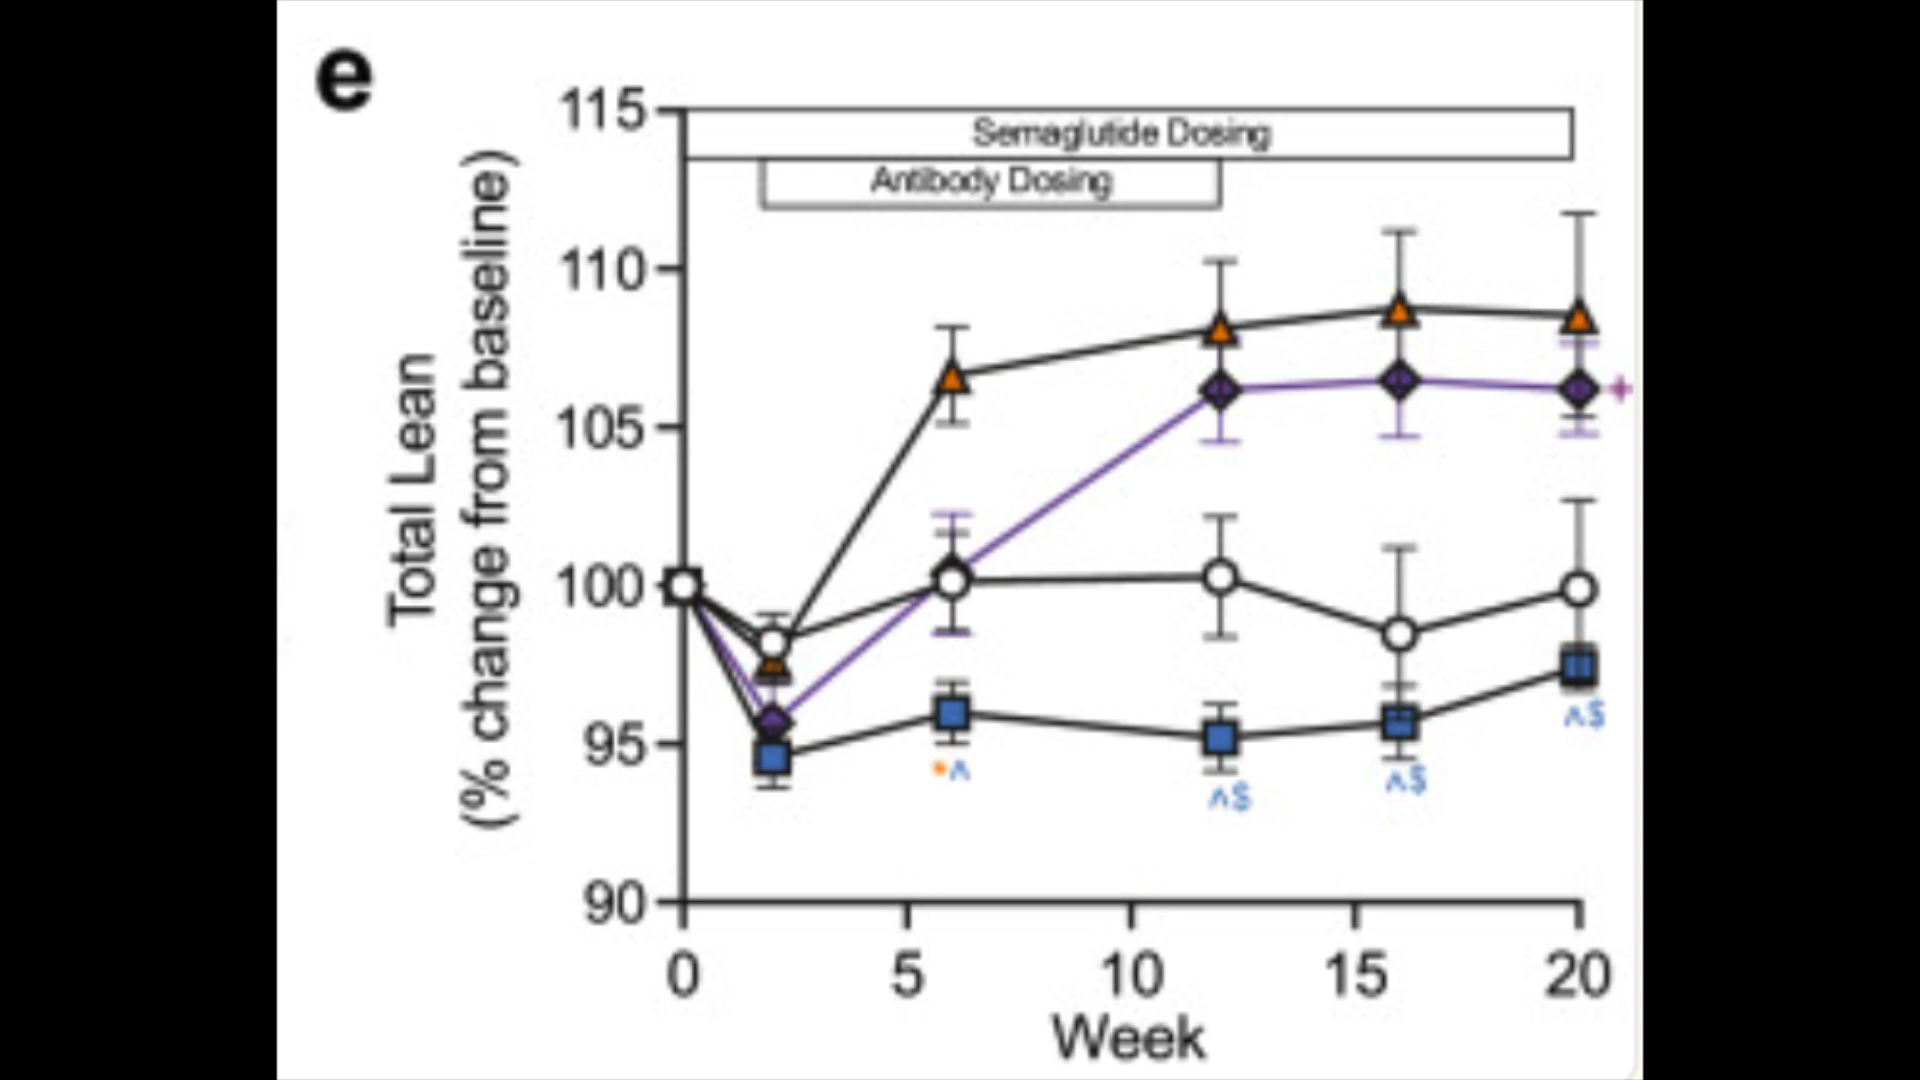 e
115
Semaglutide Dosing
Antibody Dosing
110
105
100
95
90
Total Lean
(% change from baseline)
+
*^
^$
^$
^$
0 5 10 15 20
Week